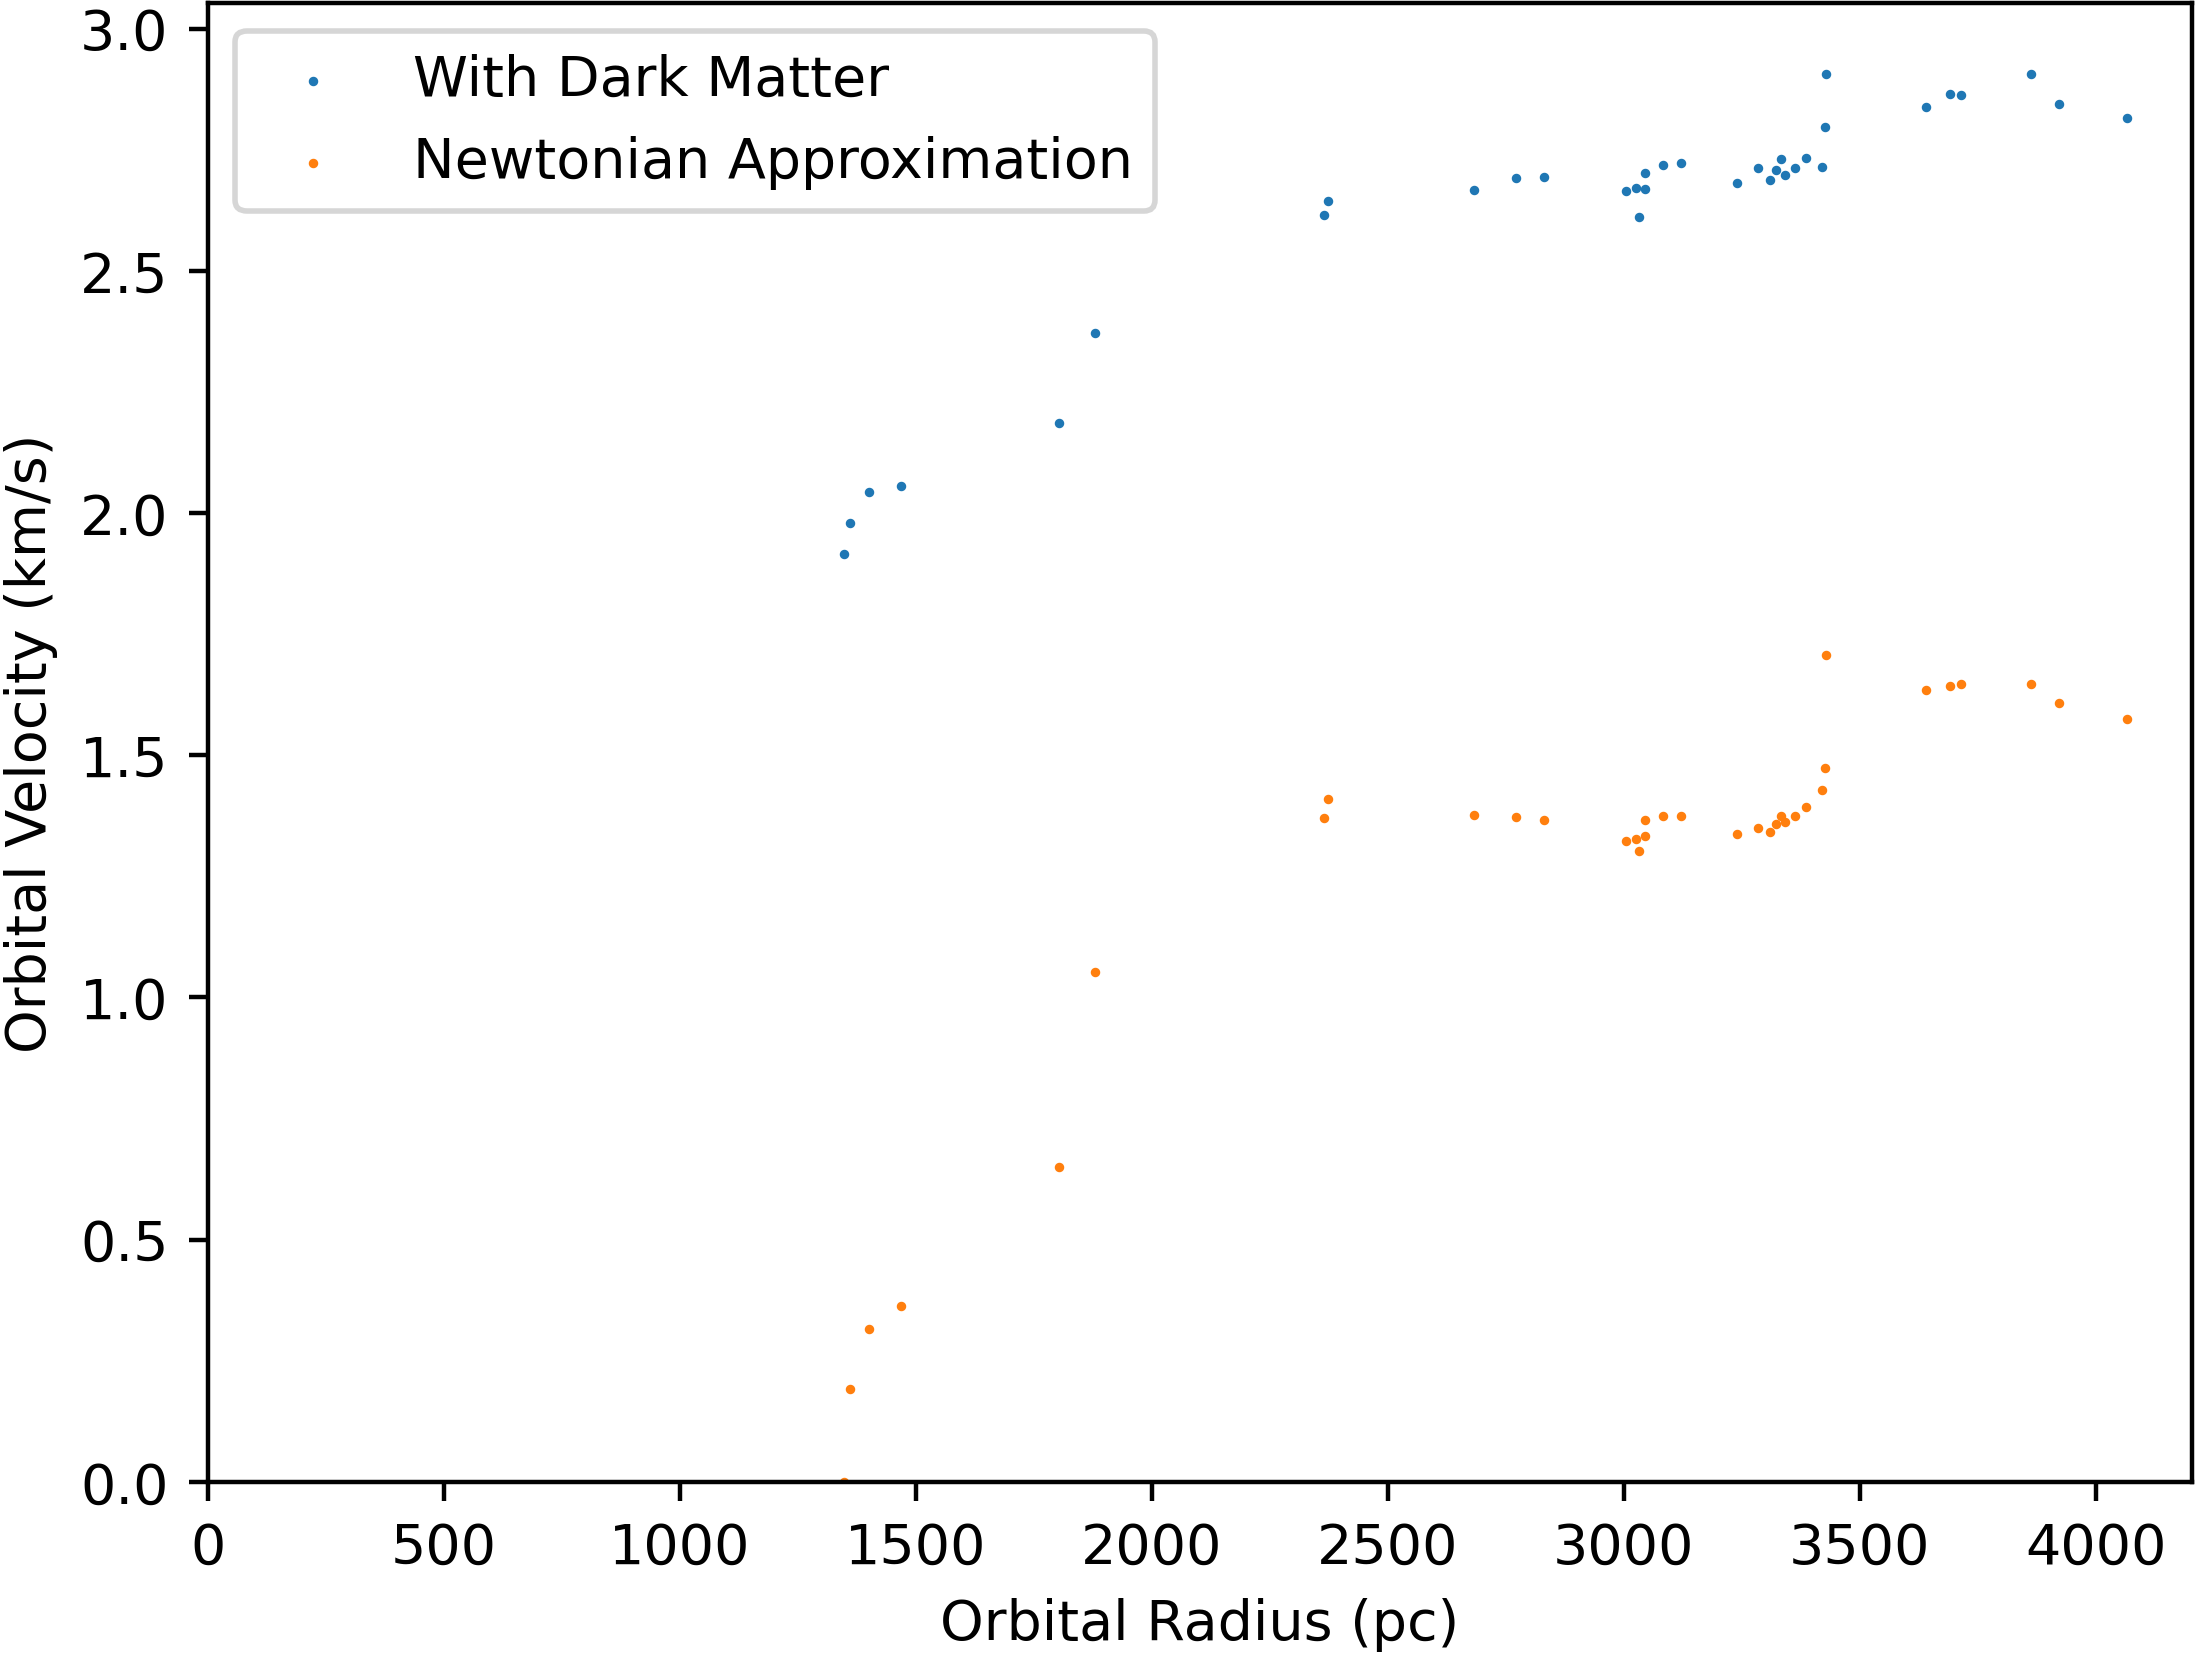 With Dark Matter
Newtonian Approximation
3.0
2.5
2.0
1.5
1.0
0.5
0.0
Orbital Velocity (km/s)
0 500 1000 1500 2000 2500 3000 3500 4000
Orbital Radius (pc)